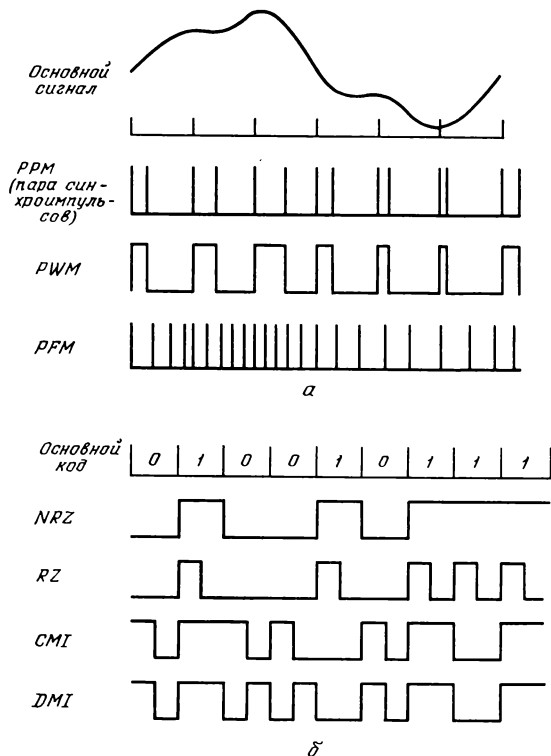 Основной
сигнал
PPM
(пара син-
хроимпуль-
сов)
PWM
PFM
а
Основной
код
0 1 0 0 1 0 1 1 1
NRZ
RZ
CMI
DMI
б